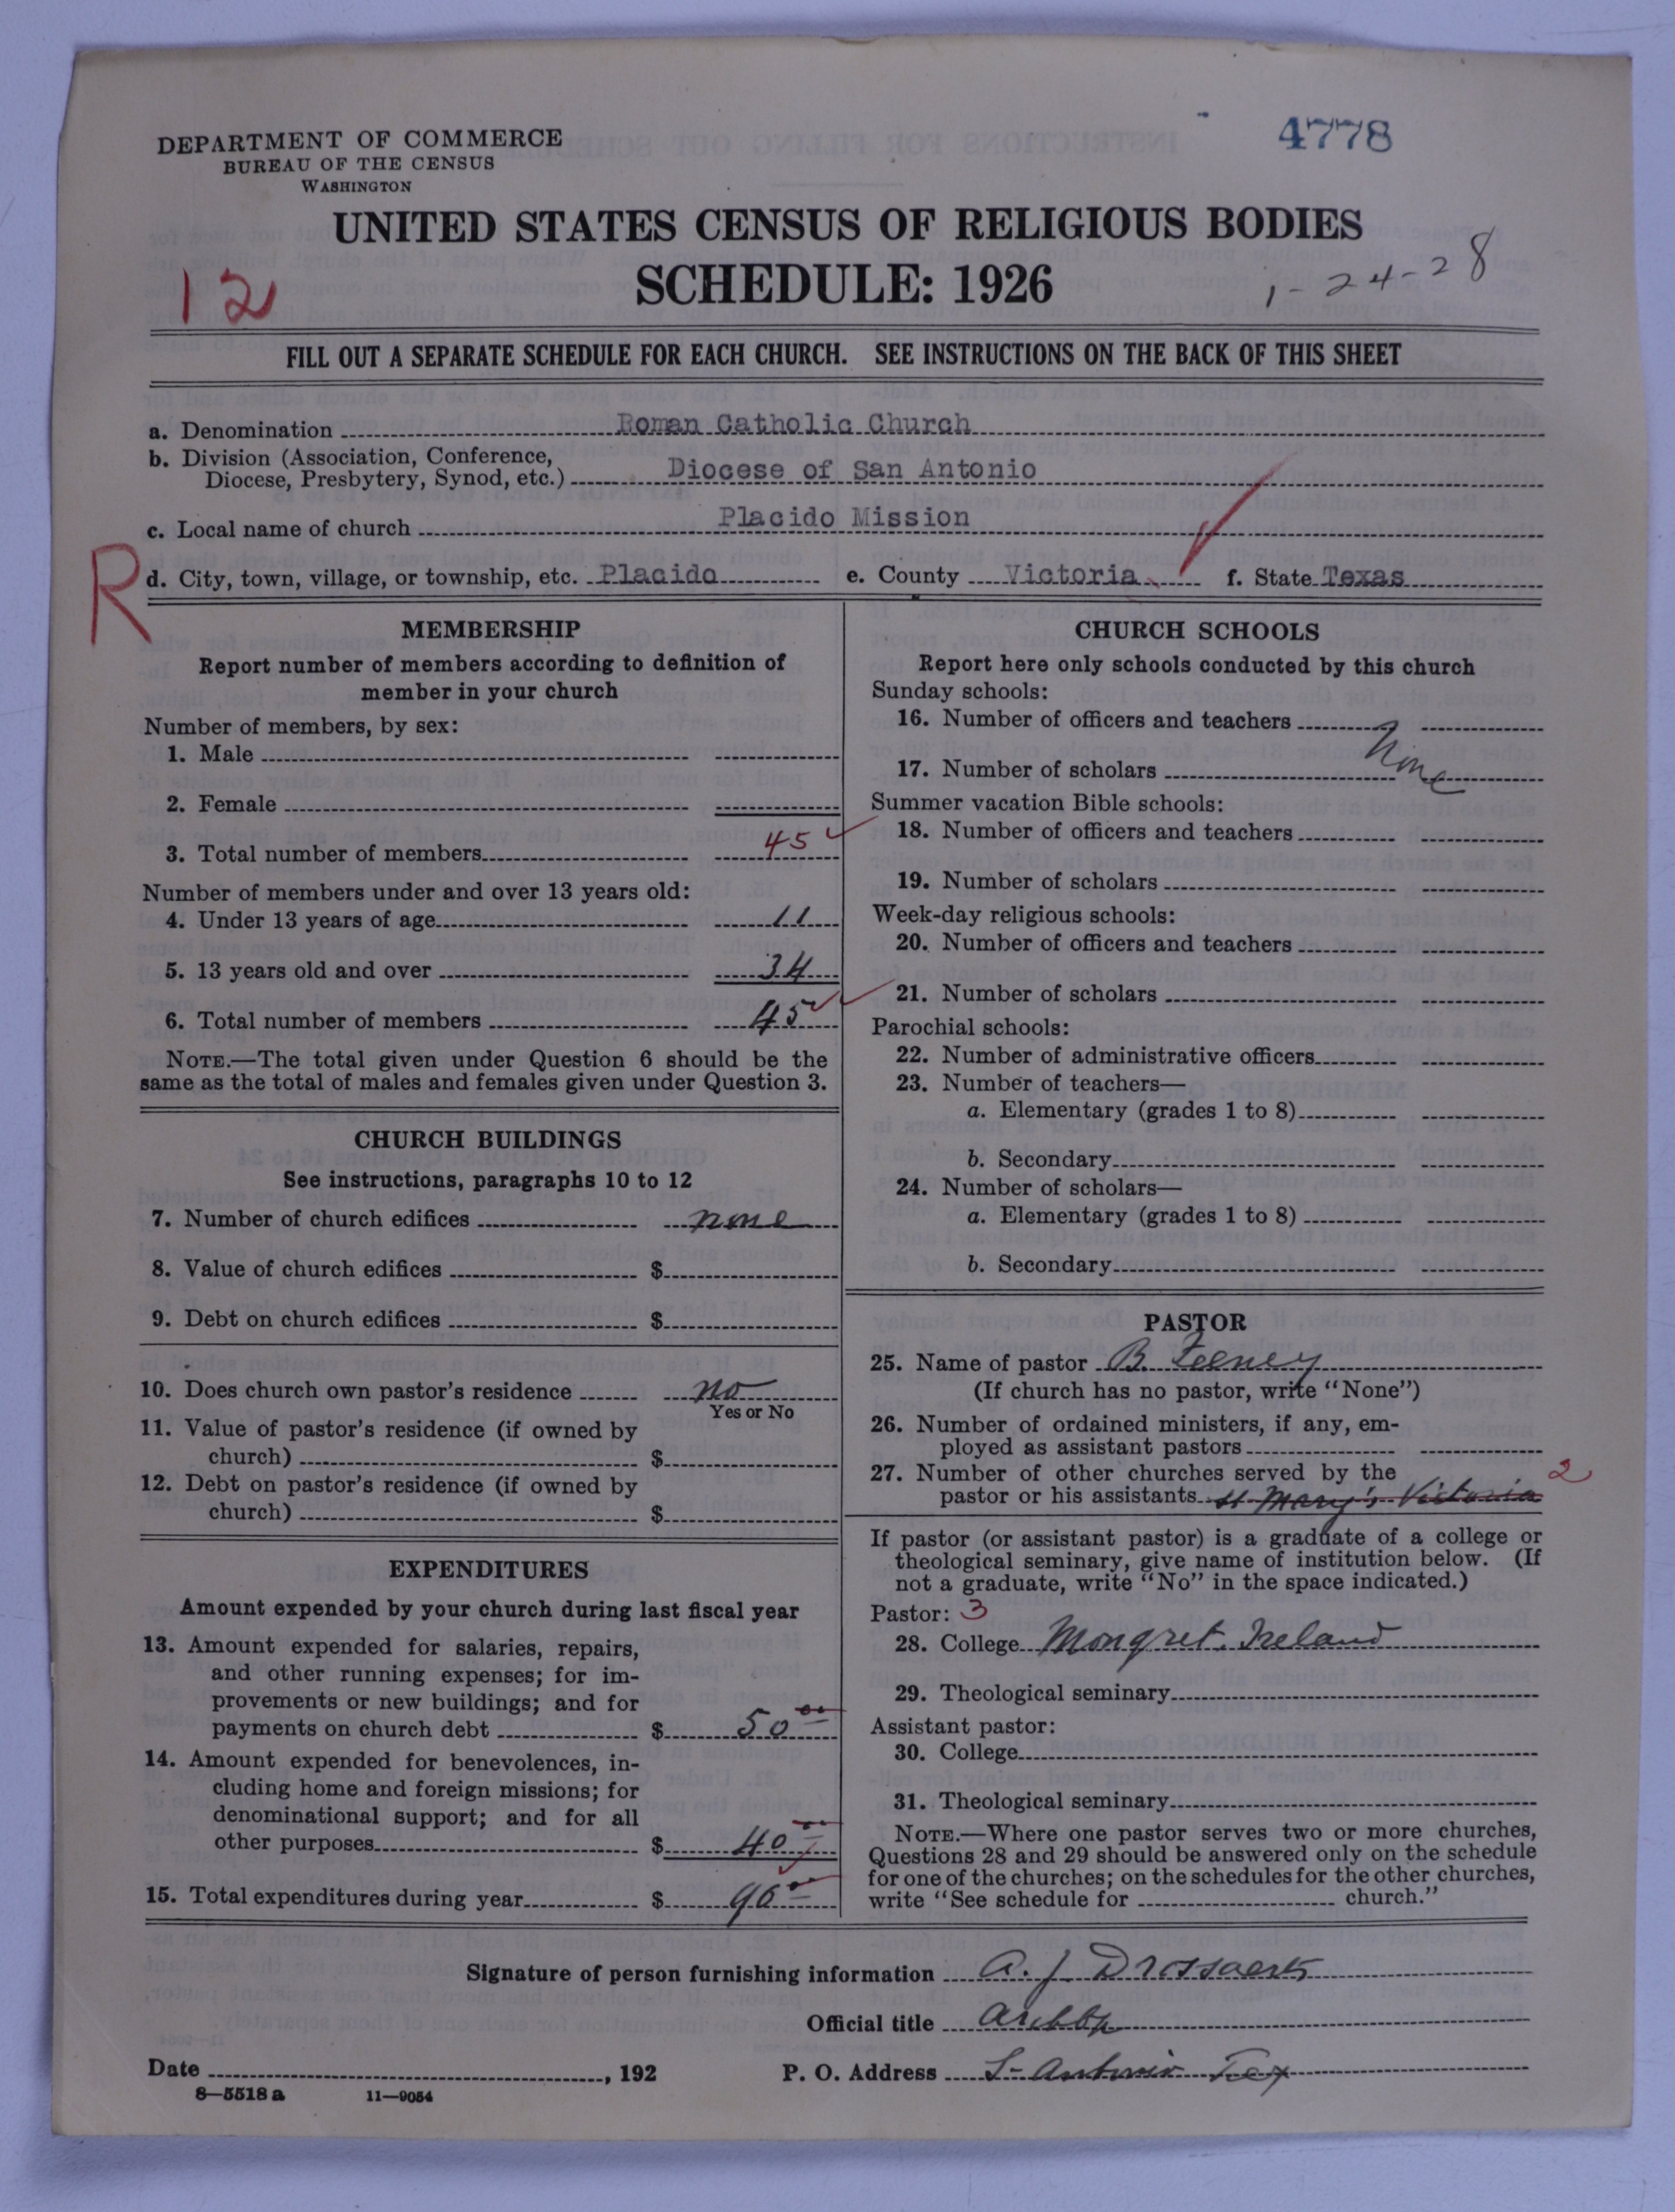 4778
DEPARTMENT OF COMMERCE
BUREAU OF THE CENSUS
WASHINGTON
UNITED STATES CENSUS OF RELIGIOUS BODIES
SCHEDULE: 1926
12
1-24-28
FILL OUT A SEPARATE SCHEDULE FOR EACH CHURCH. SEE INSTRUCTIONS ON THE BACK OF THIS SHEET
a. Denomination Roman Catholic Church
b. Division (Association, Conference,
Diocese, Presbytery, Synod, etc.) Diocese of San Antonio
c. Local name of church Placido Mission
R
d. City, town, village, or township, etc. Placido e. County Victoria f. State Texas
MEMBERSHIP
Report number of members according to definition of
member in your church
Number of members, by sex:
1. Male
2. Female
3. Total number of members 45
Number of members under and over 13 years old:
4. Under 13 years of age 11
5. 13 years old and over 34
6. Total number of members 45
NOTE.—The total given under Question 6 should be the
same as the total of males and females given under Question 3.
CHURCH BUILDINGS
See instructions, paragraphs 10 to 12
7. Number of church edifices none
8. Value of church edifices $
9. Debt on church edifices $
10. Does church own pastor's residence no
Yes or No
11. Value of pastor's residence (if owned by
church) $
12. Debt on pastor's residence (if owned by
church) $
EXPENDITURES
Amount expended by your church during last fiscal year
13. Amount expended for salaries, repairs,
and other running expenses; for im-
provements or new buildings; and for
payments on church debt $ 50 00
14. Amount expended for benevolences, in-
cluding home and foreign missions; for
denominational support; and for all
other purposes $ 40
15. Total expenditures during year $ 90
CHURCH SCHOOLS
Report here only schools conducted by this church
Sunday schools:
16. Number of officers and teachers
None
17. Number of scholars
Summer vacation Bible schools:
18. Number of officers and teachers
19. Number of scholars
Week-day religious schools:
20. Number of officers and teachers
21. Number of scholars
Parochial schools:
22. Number of administrative officers
23. Number of teachers—
a. Elementary (grades 1 to 8)
b. Secondary
24. Number of scholars—
a. Elementary (grades 1 to 8)
b. Secondary
PASTOR
25. Name of pastor B. Feeney
(If church has no pastor, write "None")
26. Number of ordained ministers, if any, em-
ployed as assistant pastors
27. Number of other churches served by the 2
pastor or his assistants St Mary's Victoria
If pastor (or assistant pastor) is a graduate of a college or
theological seminary, give name of institution below. (If
not a graduate, write "No" in the space indicated.)
Pastor: 3
28. College Mongret. Ireland
29. Theological seminary
Assistant pastor:
30. College
31. Theological seminary
NOTE.—Where one pastor serves two or more churches,
Questions 28 and 29 should be answered only on the schedule
for one of the churches; on the schedules for the other churches,
write "See schedule for church."
Signature of person furnishing information A. J. Drossaerts
Official title Archbp
Date , 192 P. O. Address S- Antonio Tex
8—5518 a 11—9054